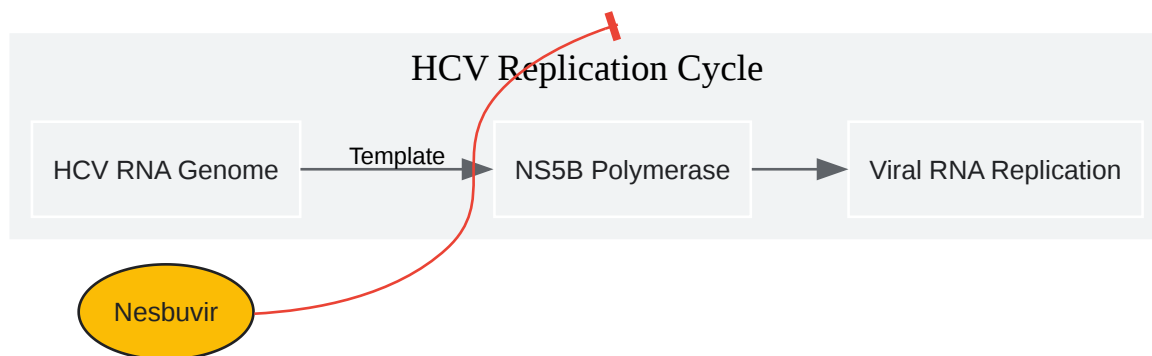 HCV Replication Cycle
HCV RNA Genome
Template
NS5B Polymerase
Viral RNA Replication
Nesbuvir